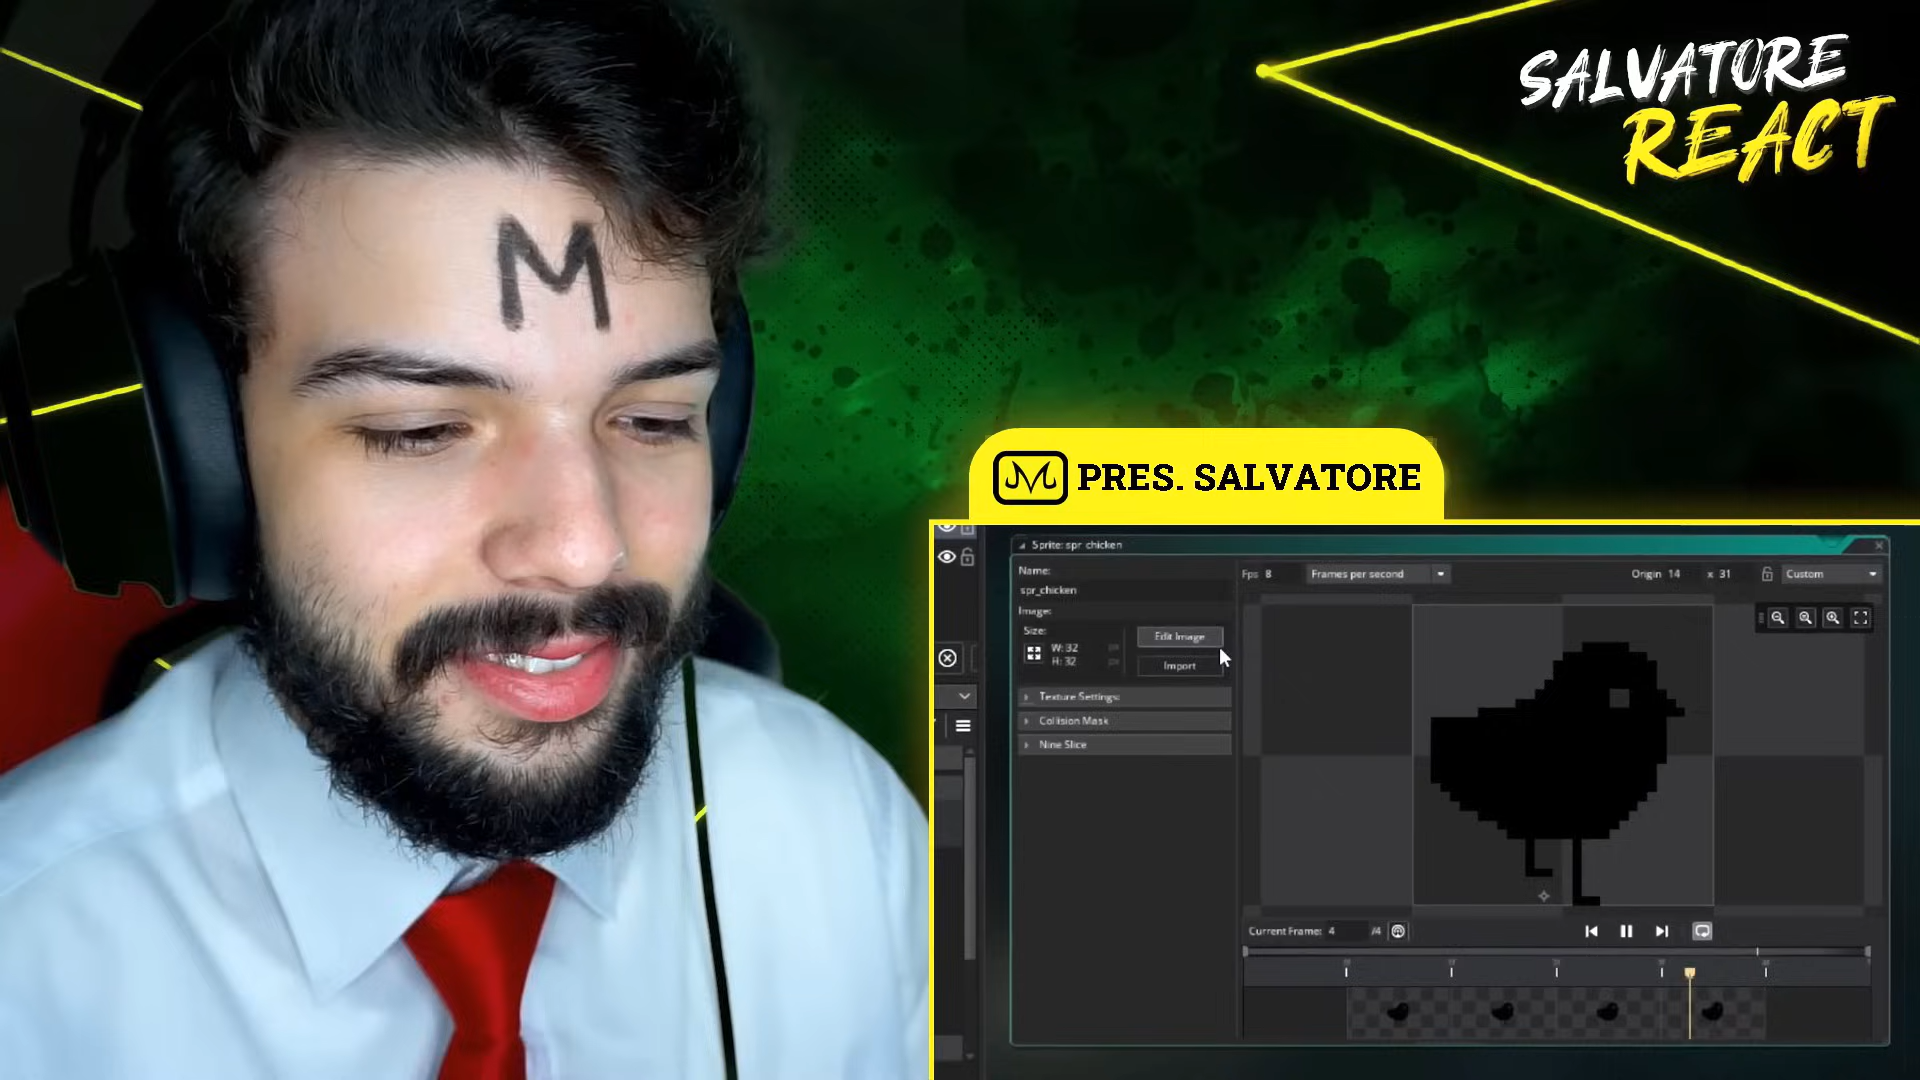 SALVATORE
REACT
M
PRES. SALVATORE
Sprite: spr_chicken
Name:
spr_chicken
Image:
Size:
W: 32
H: 32
Edit Image
Import
Texture Settings
Collision Mask
Nine Slice
Fps 8
Frames per second
Origin 14 x 31
Custom
Current Frame: 4 /4